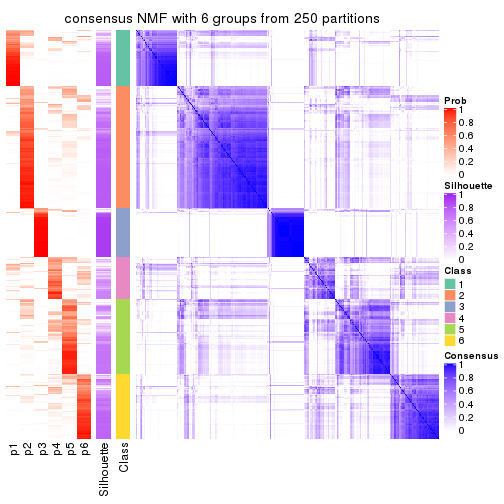 consensus NMF with 6 groups from 250 partitions
Prob
1
0.8
0.6
0.4
0.2
0
Silhouette
1
0.8
0.6
0.4
0.2
0
Class
1
2
3
4
5
6
Consensus
1
0.8
0.6
0.4
0.2
0
p1
p2
p3
p4
p5
p6
Silhouette
Class